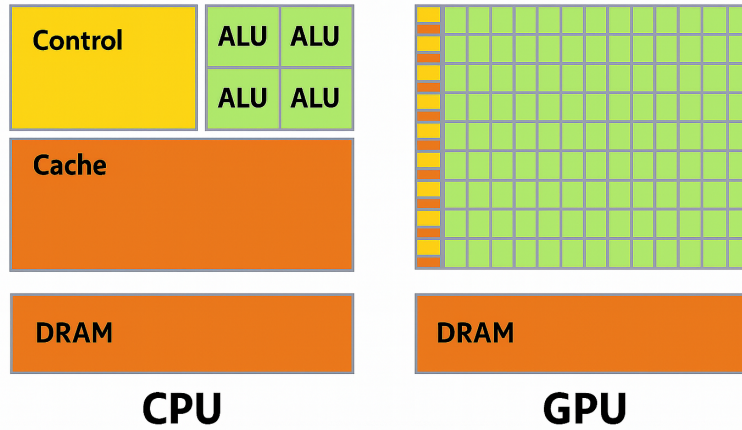 Control
ALU ALU
ALU ALU
Cache
DRAM
CPU
DRAM
GPU